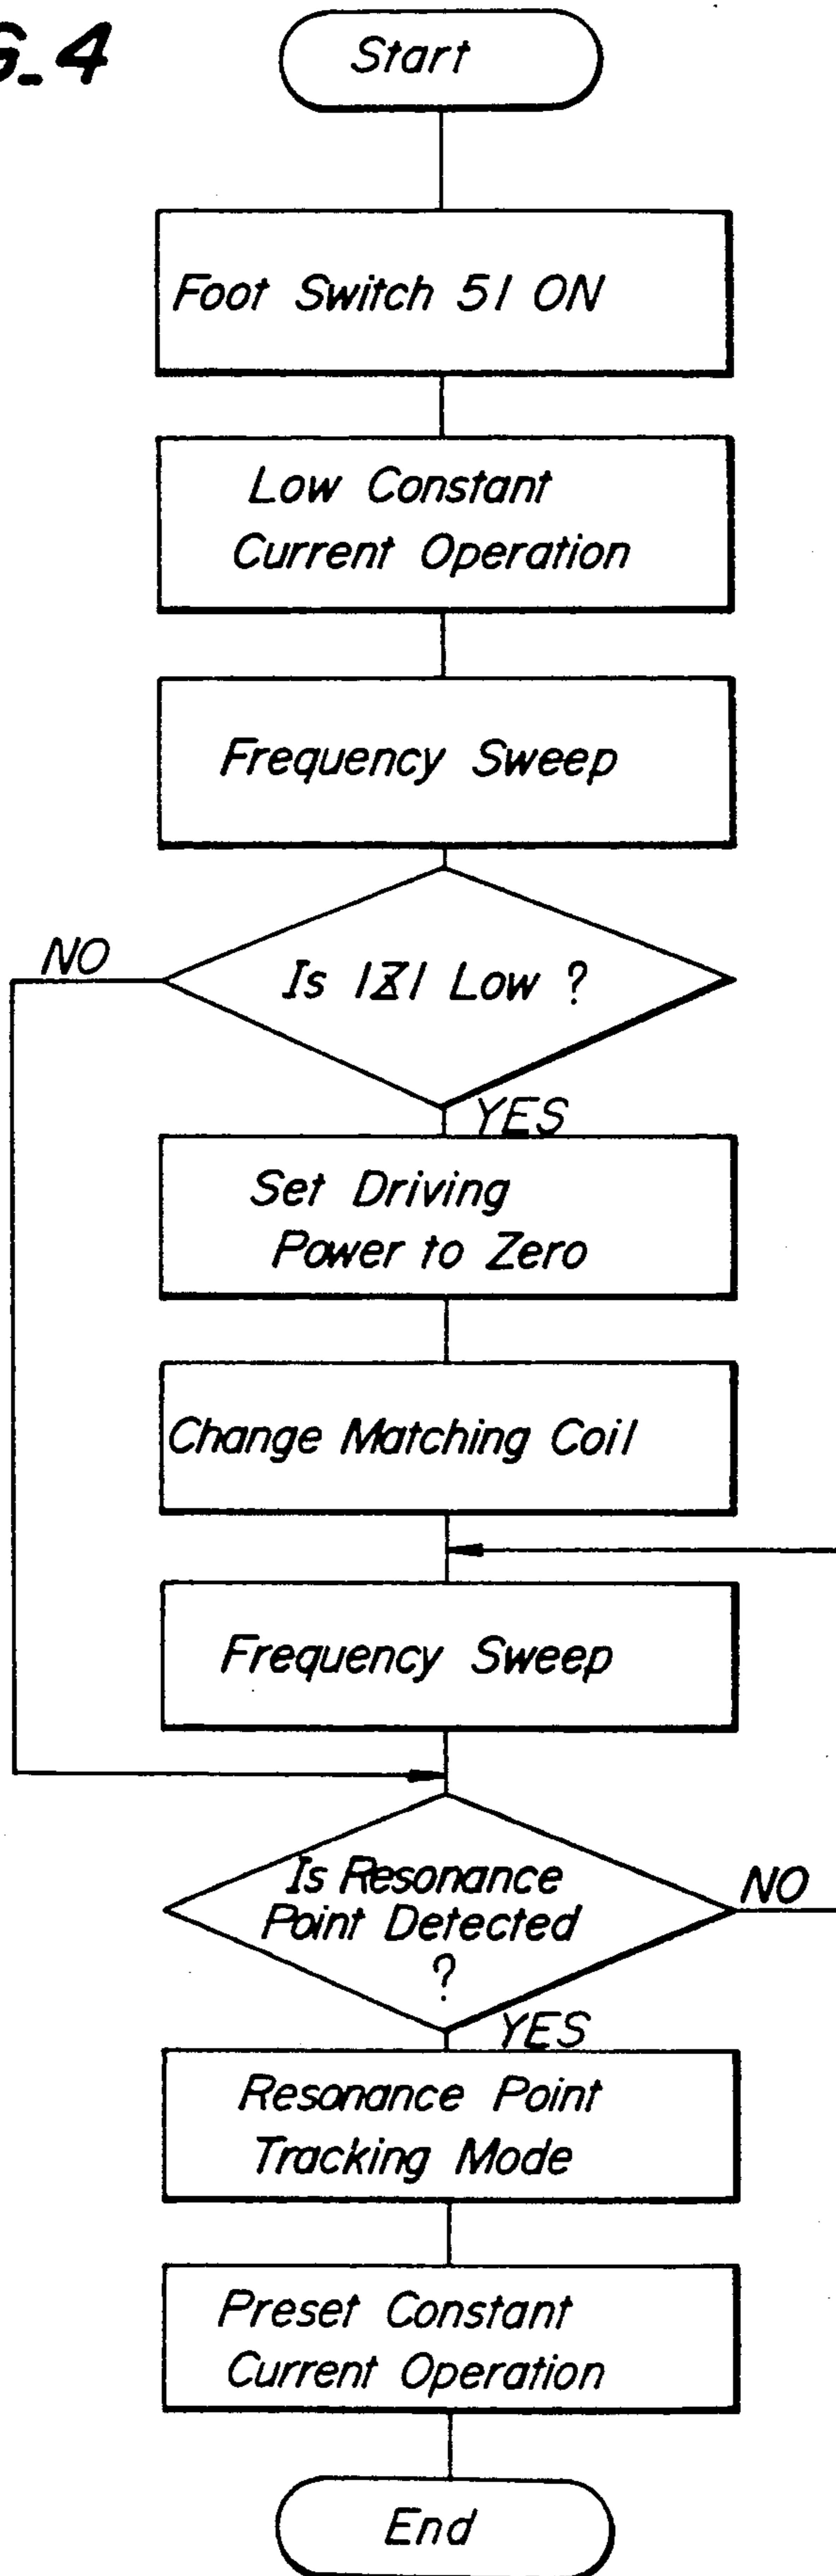 G_4
Start
Foot Switch 51 ON
Low Constant
Current Operation
Frequency Sweep
NO
Is |Z| Low ?
YES
Set Driving
Power to Zero
Change Matching Coil
Frequency Sweep
Is Resonance
Point Detected
?
NO
YES
Resonance Point
Tracking Mode
Preset Constant
Current Operation
End